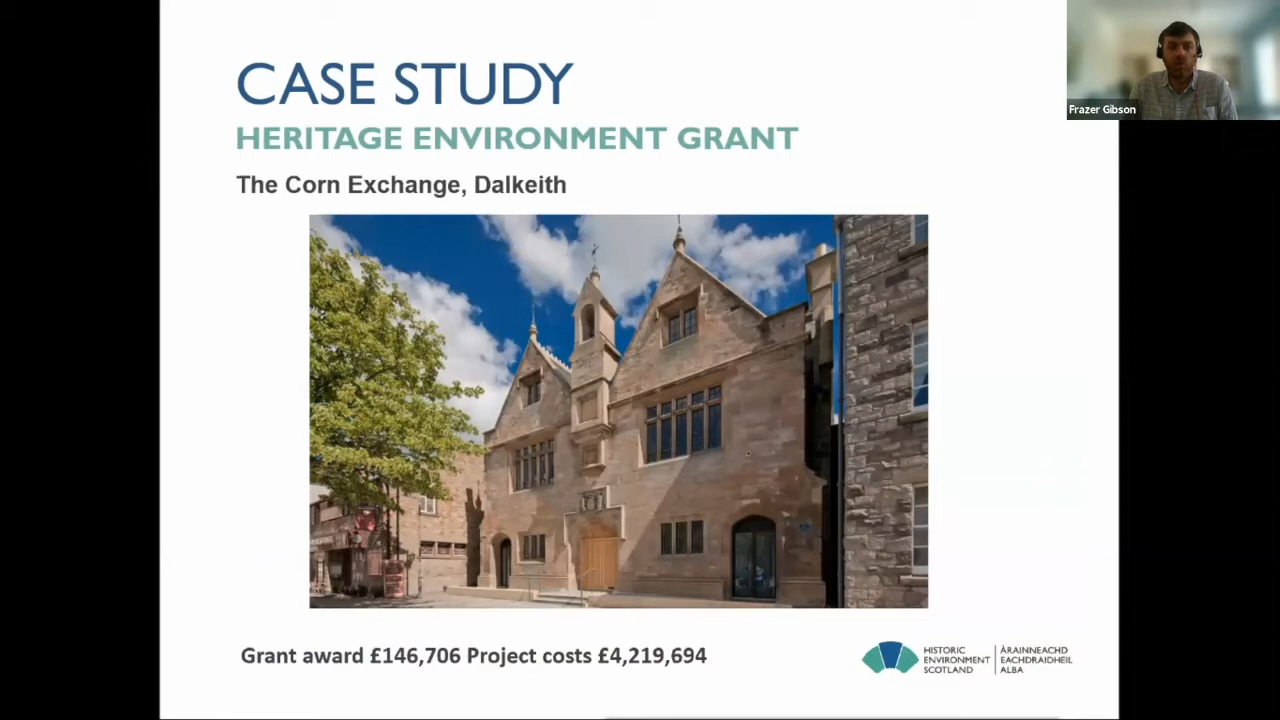 CASE STUDY
HERITAGE ENVIRONMENT GRANT
The Corn Exchange, Dalkeith
Frazer Gibson
Grant award £146,706 Project costs £4,219,694
HISTORIC
ENVIRONMENT
SCOTLAND
ÀRAINNEACHD
EACHDRAIDHEIL
ALBA